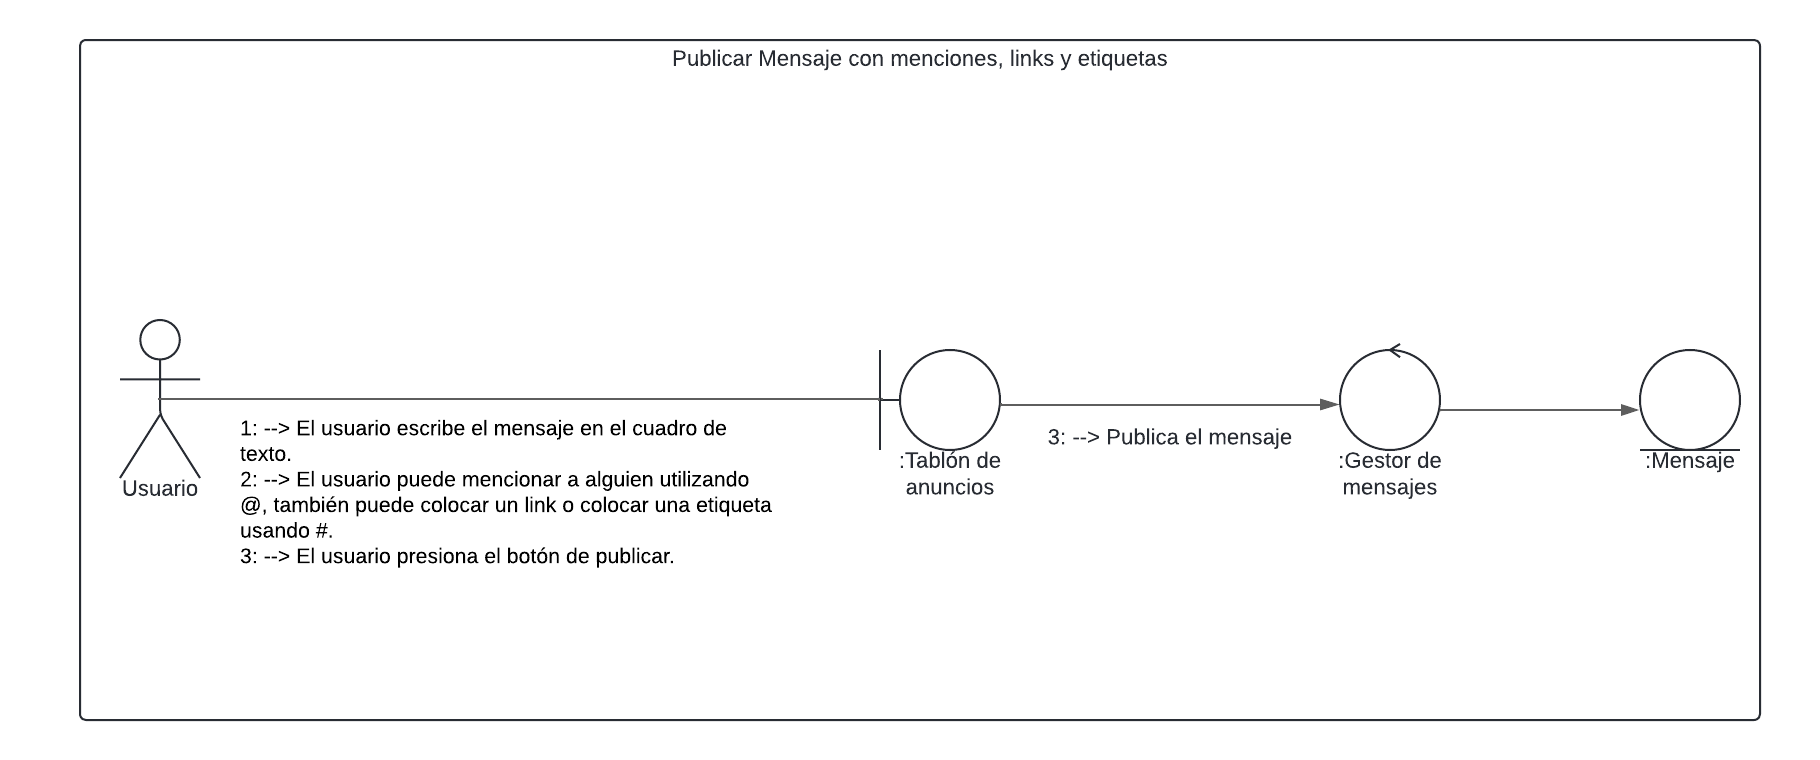 Publicar Mensaje con menciones, links y etiquetas
Usuario
1: --> El usuario escribe el mensaje en el cuadro de
texto.
2: --> El usuario puede mencionar a alguien utilizando
@, también puede colocar un link o colocar una etiqueta
usando #.
3: --> El usuario presiona el botón de publicar.
:Tablón de
anuncios
3: --> Publica el mensaje
:Gestor de
mensajes
:Mensaje